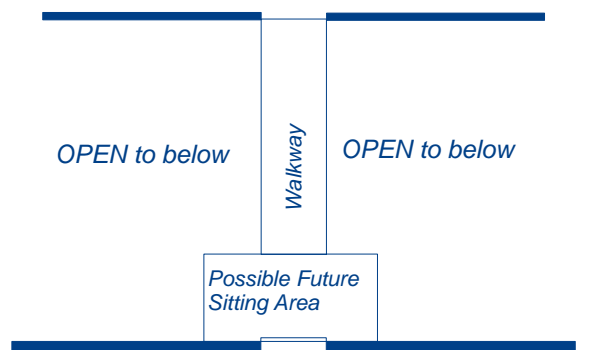 OPEN to below
Walkway
OPEN to below
Possible Future
Sitting Area